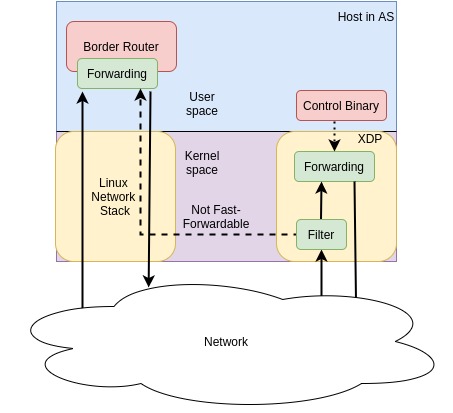 Host in AS
Border Router
Forwarding
User
space
Control Binary
XDP
Kernel
space
Forwarding
Linux
Network
Stack
Not Fast-
Forwardable
Filter
Network